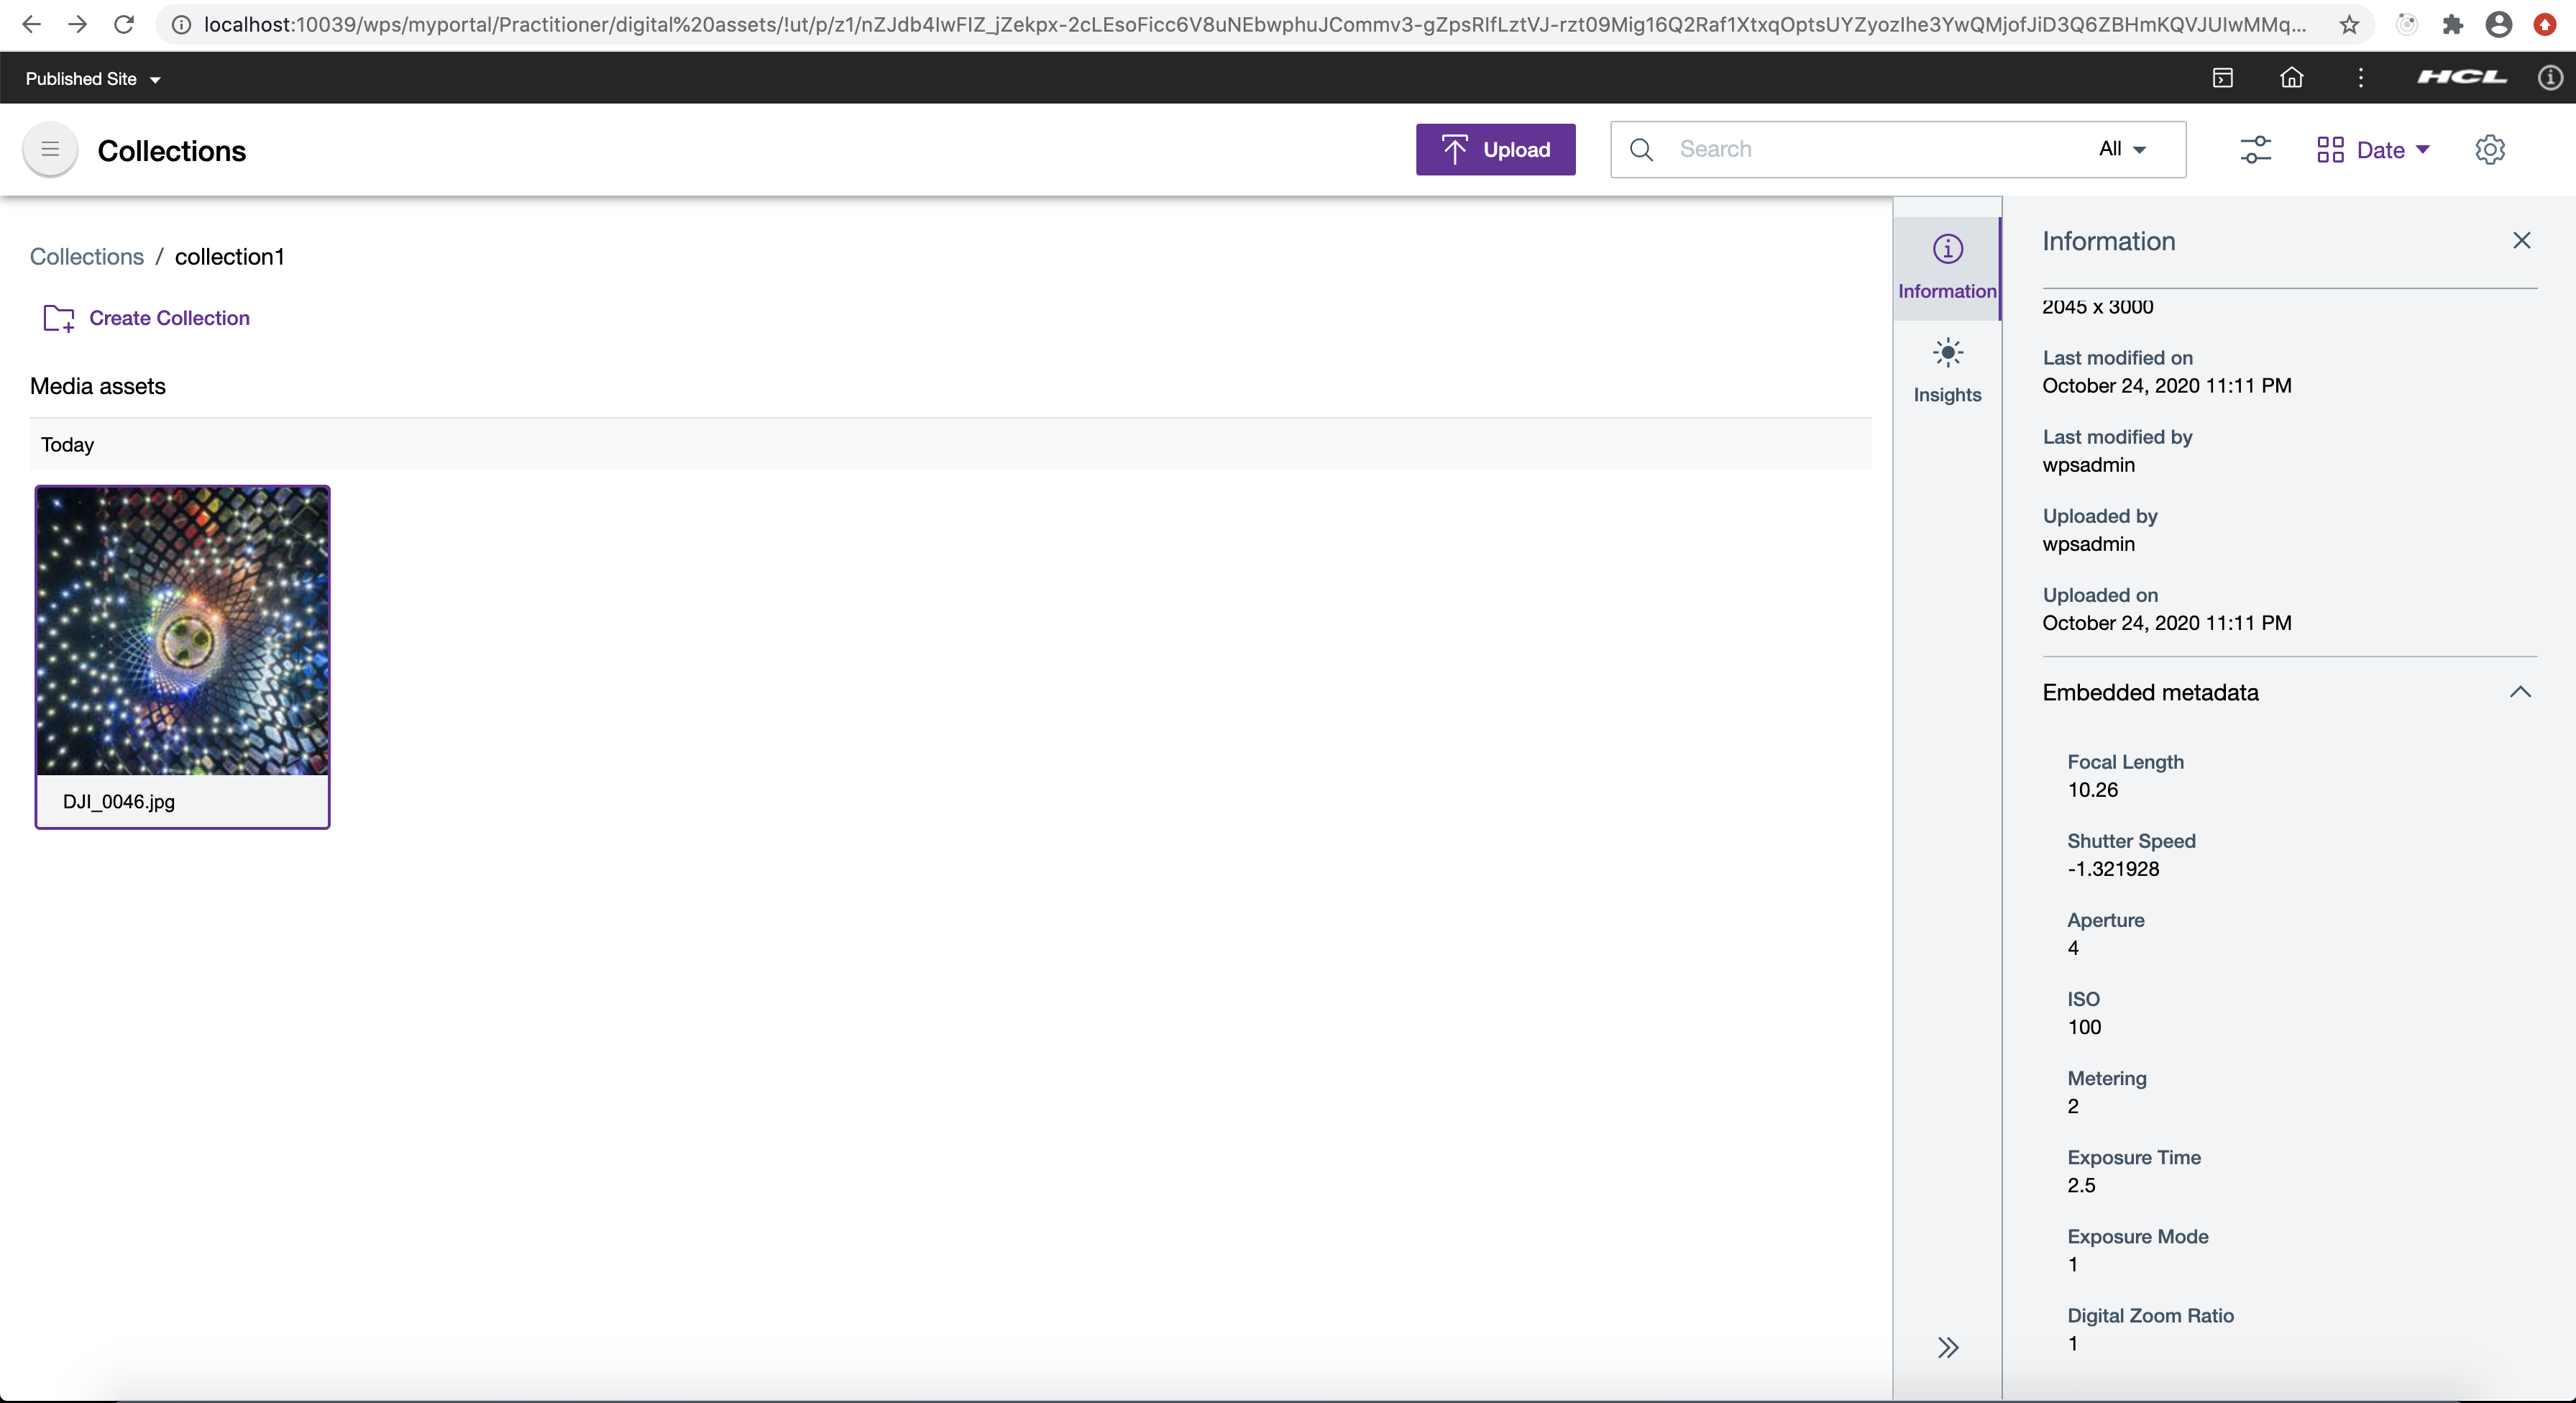 localhost:10039/wps/myportal/Practitioner/digital%20assets/!ut/p/z1/nZJdb4IwFIZ_jZekpx-2cLEsoFicc6V8uNEbwphuJCommv3-gZpsRIfLztVJ-rzt09Mig16Q2Raf1XtxqOptsUYZyozIhe3YwQMjofJiD3Q6ZBHmKQVJUIwMMq...
Published Site
HCL
Collections
Upload
Search
All
Date
Collections / collection1
Create Collection
Media assets
Today
DJI_0046.jpg
Information
Insights
Information
2045 x 3000
Last modified on
October 24, 2020 11:11 PM
Last modified by
wpsadmin
Uploaded by
wpsadmin
Uploaded on
October 24, 2020 11:11 PM
Embedded metadata
Focal Length
10.26
Shutter Speed
-1.321928
Aperture
4
ISO
100
Metering
2
Exposure Time
2.5
Exposure Mode
1
Digital Zoom Ratio
1